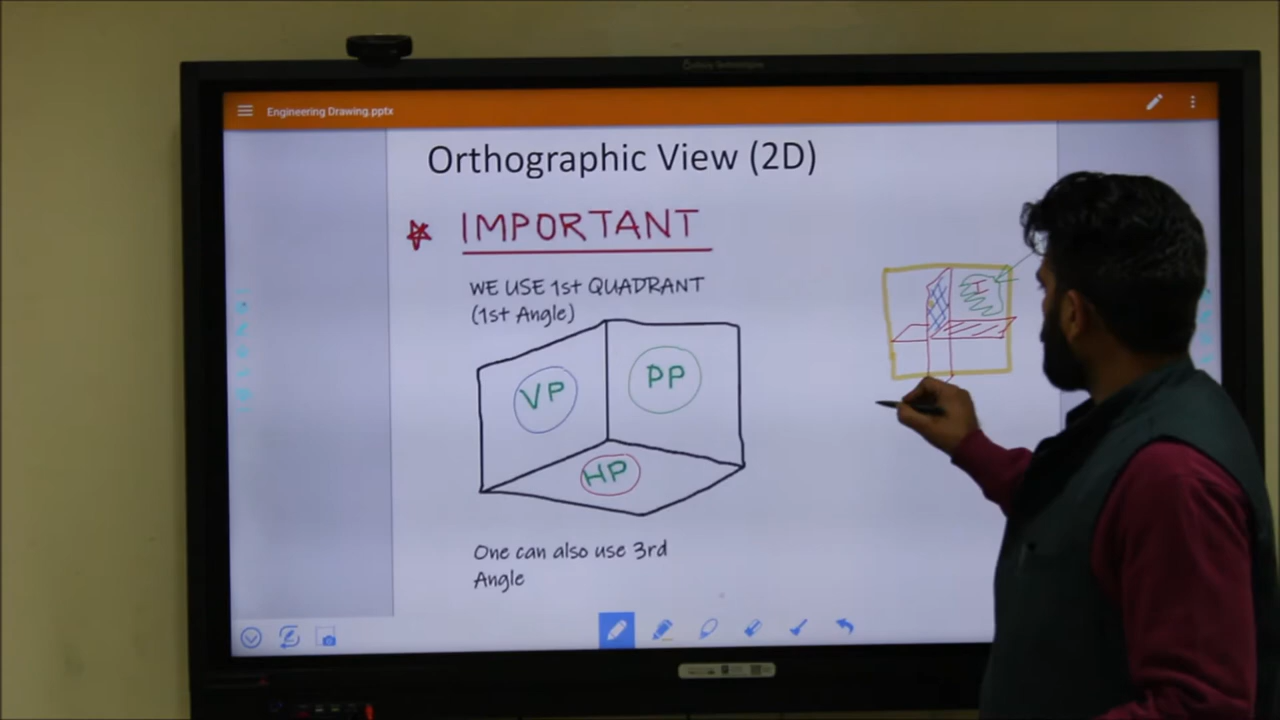 Engineering Drawing.pptx
Orthographic View (2D)
IMPORTANT
WE USE 1st QUADRANT
(1st Angle)
VP
PP
I
HP
One can also use 3rd
Angle